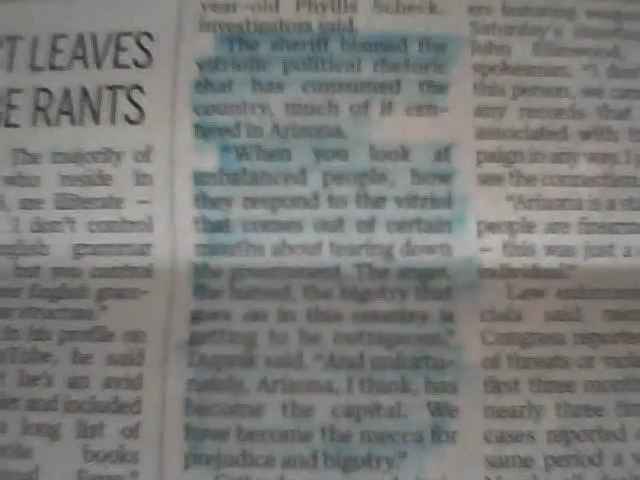 T LEAVES
E RANTS
The majority of
who reside in
are illiterate –
I don't control
English grammar
but you control
English gram-
structure."
In his profile on
he said
he's an avid
and included
long list of
books
year-old Phyllis Scheck,
investigators said.
The sheriff blamed the
vitriolic political rhetoric
that has consumed the
country, much of it cen-
tered in Arizona.
"When you look at
unbalanced people, how
they respond to the vitriol
that comes out of certain
mouths about tearing down
the government. The anger,
the hatred, the bigotry that
goes on in this country is
getting to be outrageous,"
Dupnik said. "And unfortu-
nately, Arizona, I think, has
become the capital. We
have become the mecca for
prejudice and bigotry."
Saturday's
John
spokesman. "I don't
this person, we
any records that
associated with
paign in any way. I
see the connection
"Arizona is a
people are
– this was just a
individual."
Law
cials said
Congress reported
of threats or
first three months
nearly three
cases reported
same period a